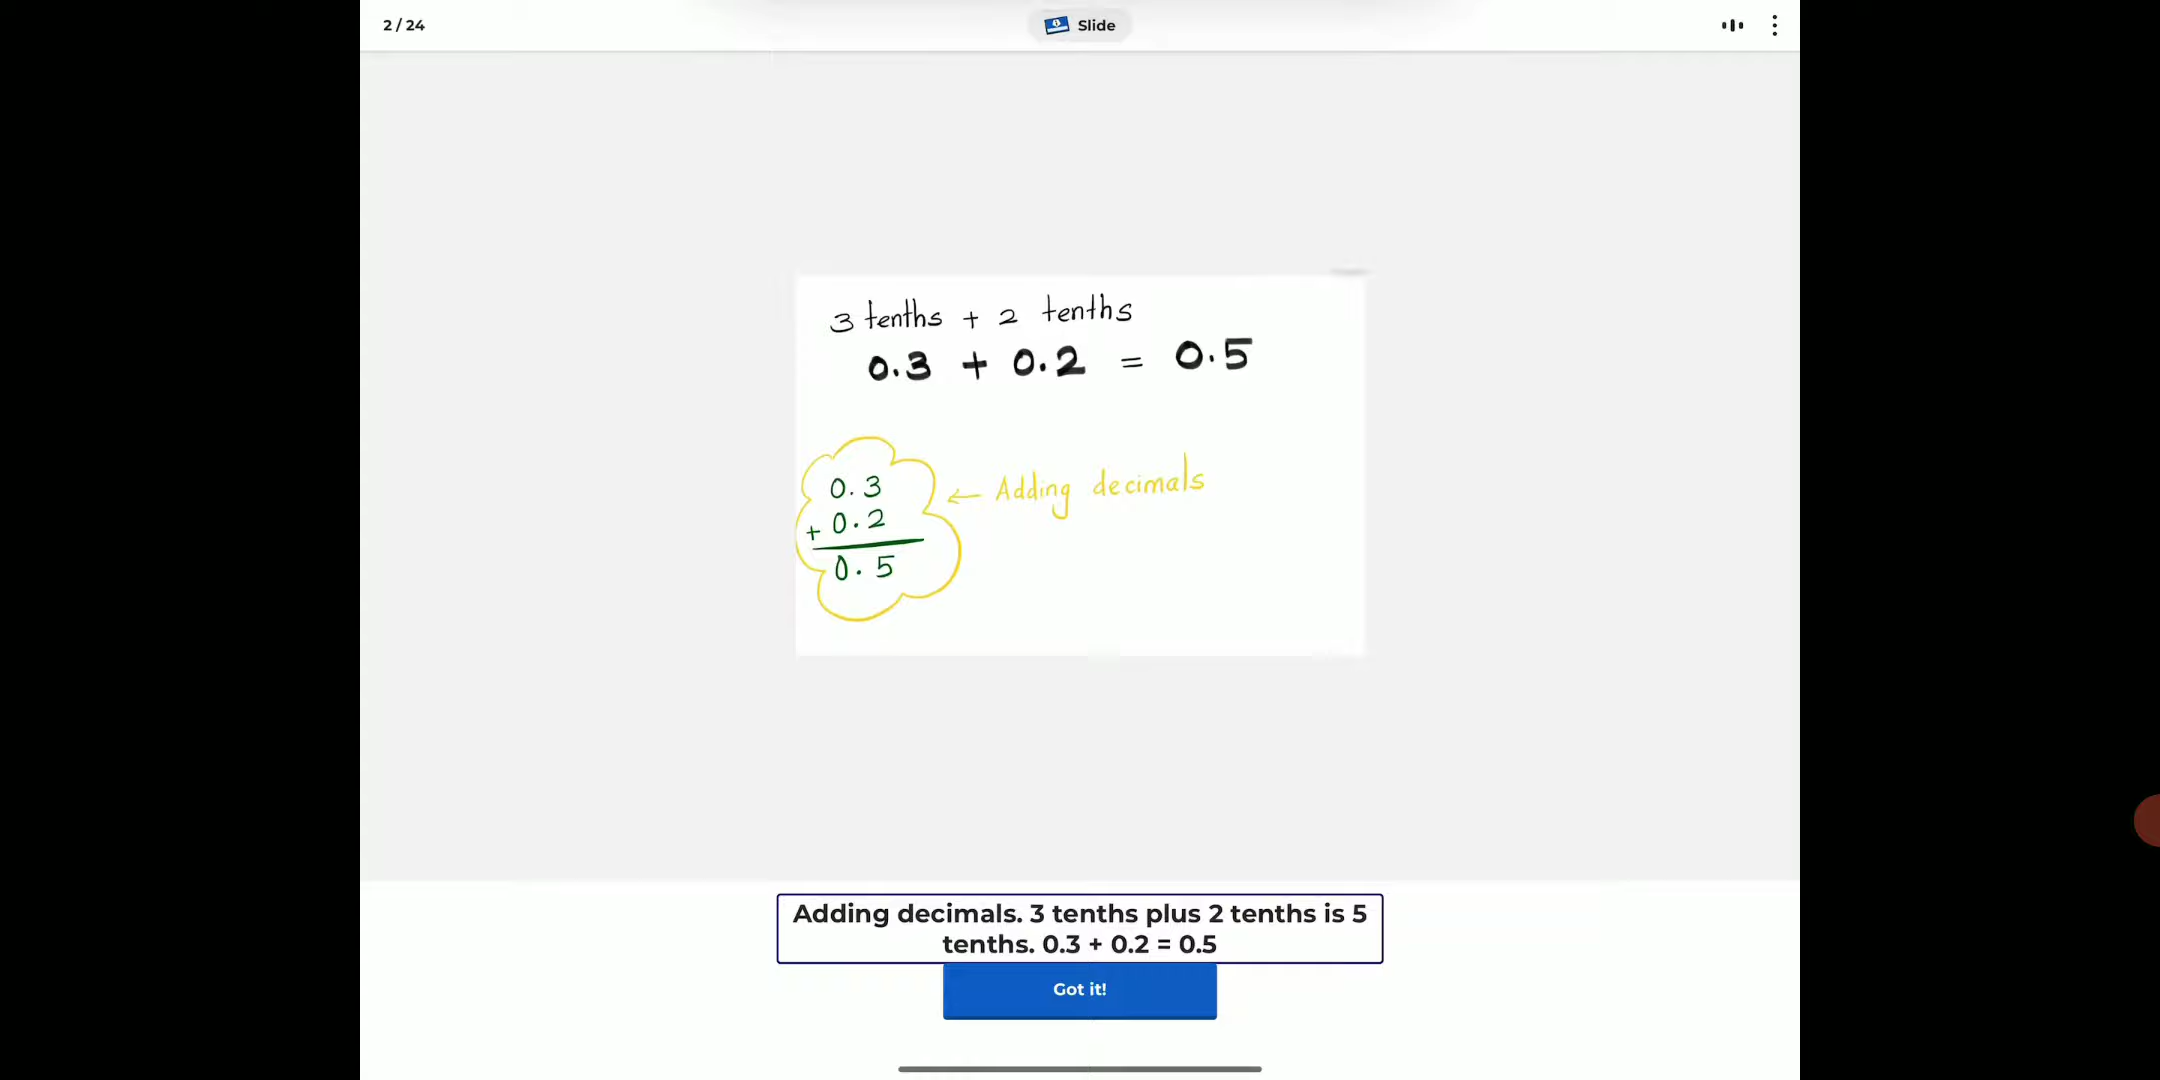 2 / 24
Slide
3 tenths + 2 tenths
0.3 + 0.2 = 0.5
0.3
← Adding decimals
+ 0.2
0.5
Adding decimals. 3 tenths plus 2 tenths is 5
tenths. 0.3 + 0.2 = 0.5
Got it!